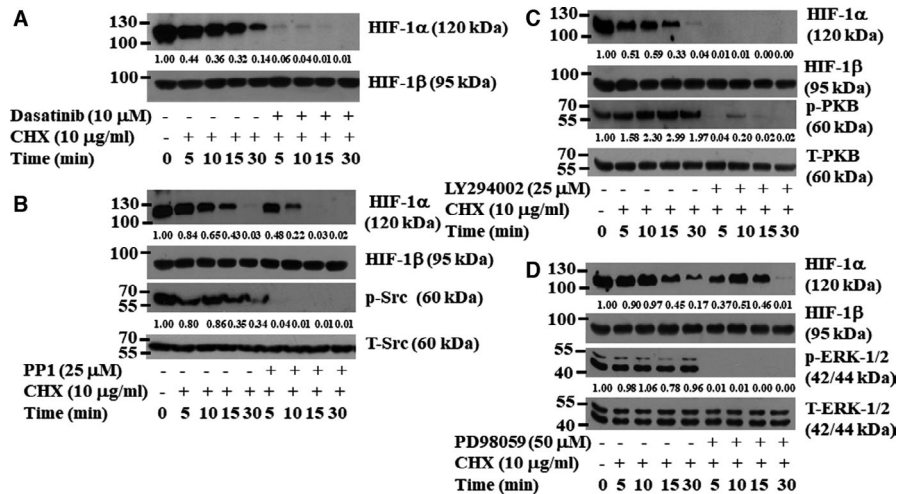 A
130
100
HIF-1α (120 kDa)
1.00 0.44 0.36 0.32 0.14 0.06 0.04 0.01 0.01
100
HIF-1β (95 kDa)
Dasatinib (10 μM) - - - - - + + + +
CHX (10 μg/ml) - + + + + + + + +
Time (min) 0 5 10 15 30 5 10 15 30
B
130
100
HIF-1α
(120 kDa)
1.00 0.84 0.65 0.43 0.03 0.48 0.22 0.03 0.02
100
HIF-1β (95 kDa)
70
55
p-Src (60 kDa)
1.00 0.80 0.86 0.35 0.34 0.04 0.01 0.01 0.01
70
55
T-Src (60 kDa)
PP1 (25 μM) - - - - - + + + +
CHX (10 μg/ml) - + + + + + + + +
Time (min) 0 5 10 15 30 5 10 15 30
C
130
100
HIF-1α
(120 kDa)
1.00 0.51 0.59 0.33 0.04 0.01 0.01 0.00 0.00
100
HIF-1β
(95 kDa)
70
55
p-PKB
(60 kDa)
1.00 1.58 2.30 2.99 1.97 0.04 0.20 0.02 0.02
70
55
T-PKB
(60 kDa)
LY294002 (25 μM) - - - - - + + + +
CHX (10 μg/ml) - + + + + + + + +
Time (min) 0 5 10 15 30 5 10 15 30
D
130
100
HIF-1α
(120 kDa)
1.00 0.90 0.97 0.45 0.17 0.37 0.51 0.46 0.01
100
HIF-1β
(95 kDa)
55
40
p-ERK-1/2
(42/44 kDa)
1.00 0.98 1.06 0.78 0.96 0.01 0.01 0.00 0.00
55
40
T-ERK-1/2
(42/44 kDa)
PD98059 (50 μM) - - - - - + + + +
CHX (10 μg/ml) - + + + + + + + +
Time (min) 0 5 10 15 30 5 10 15 30